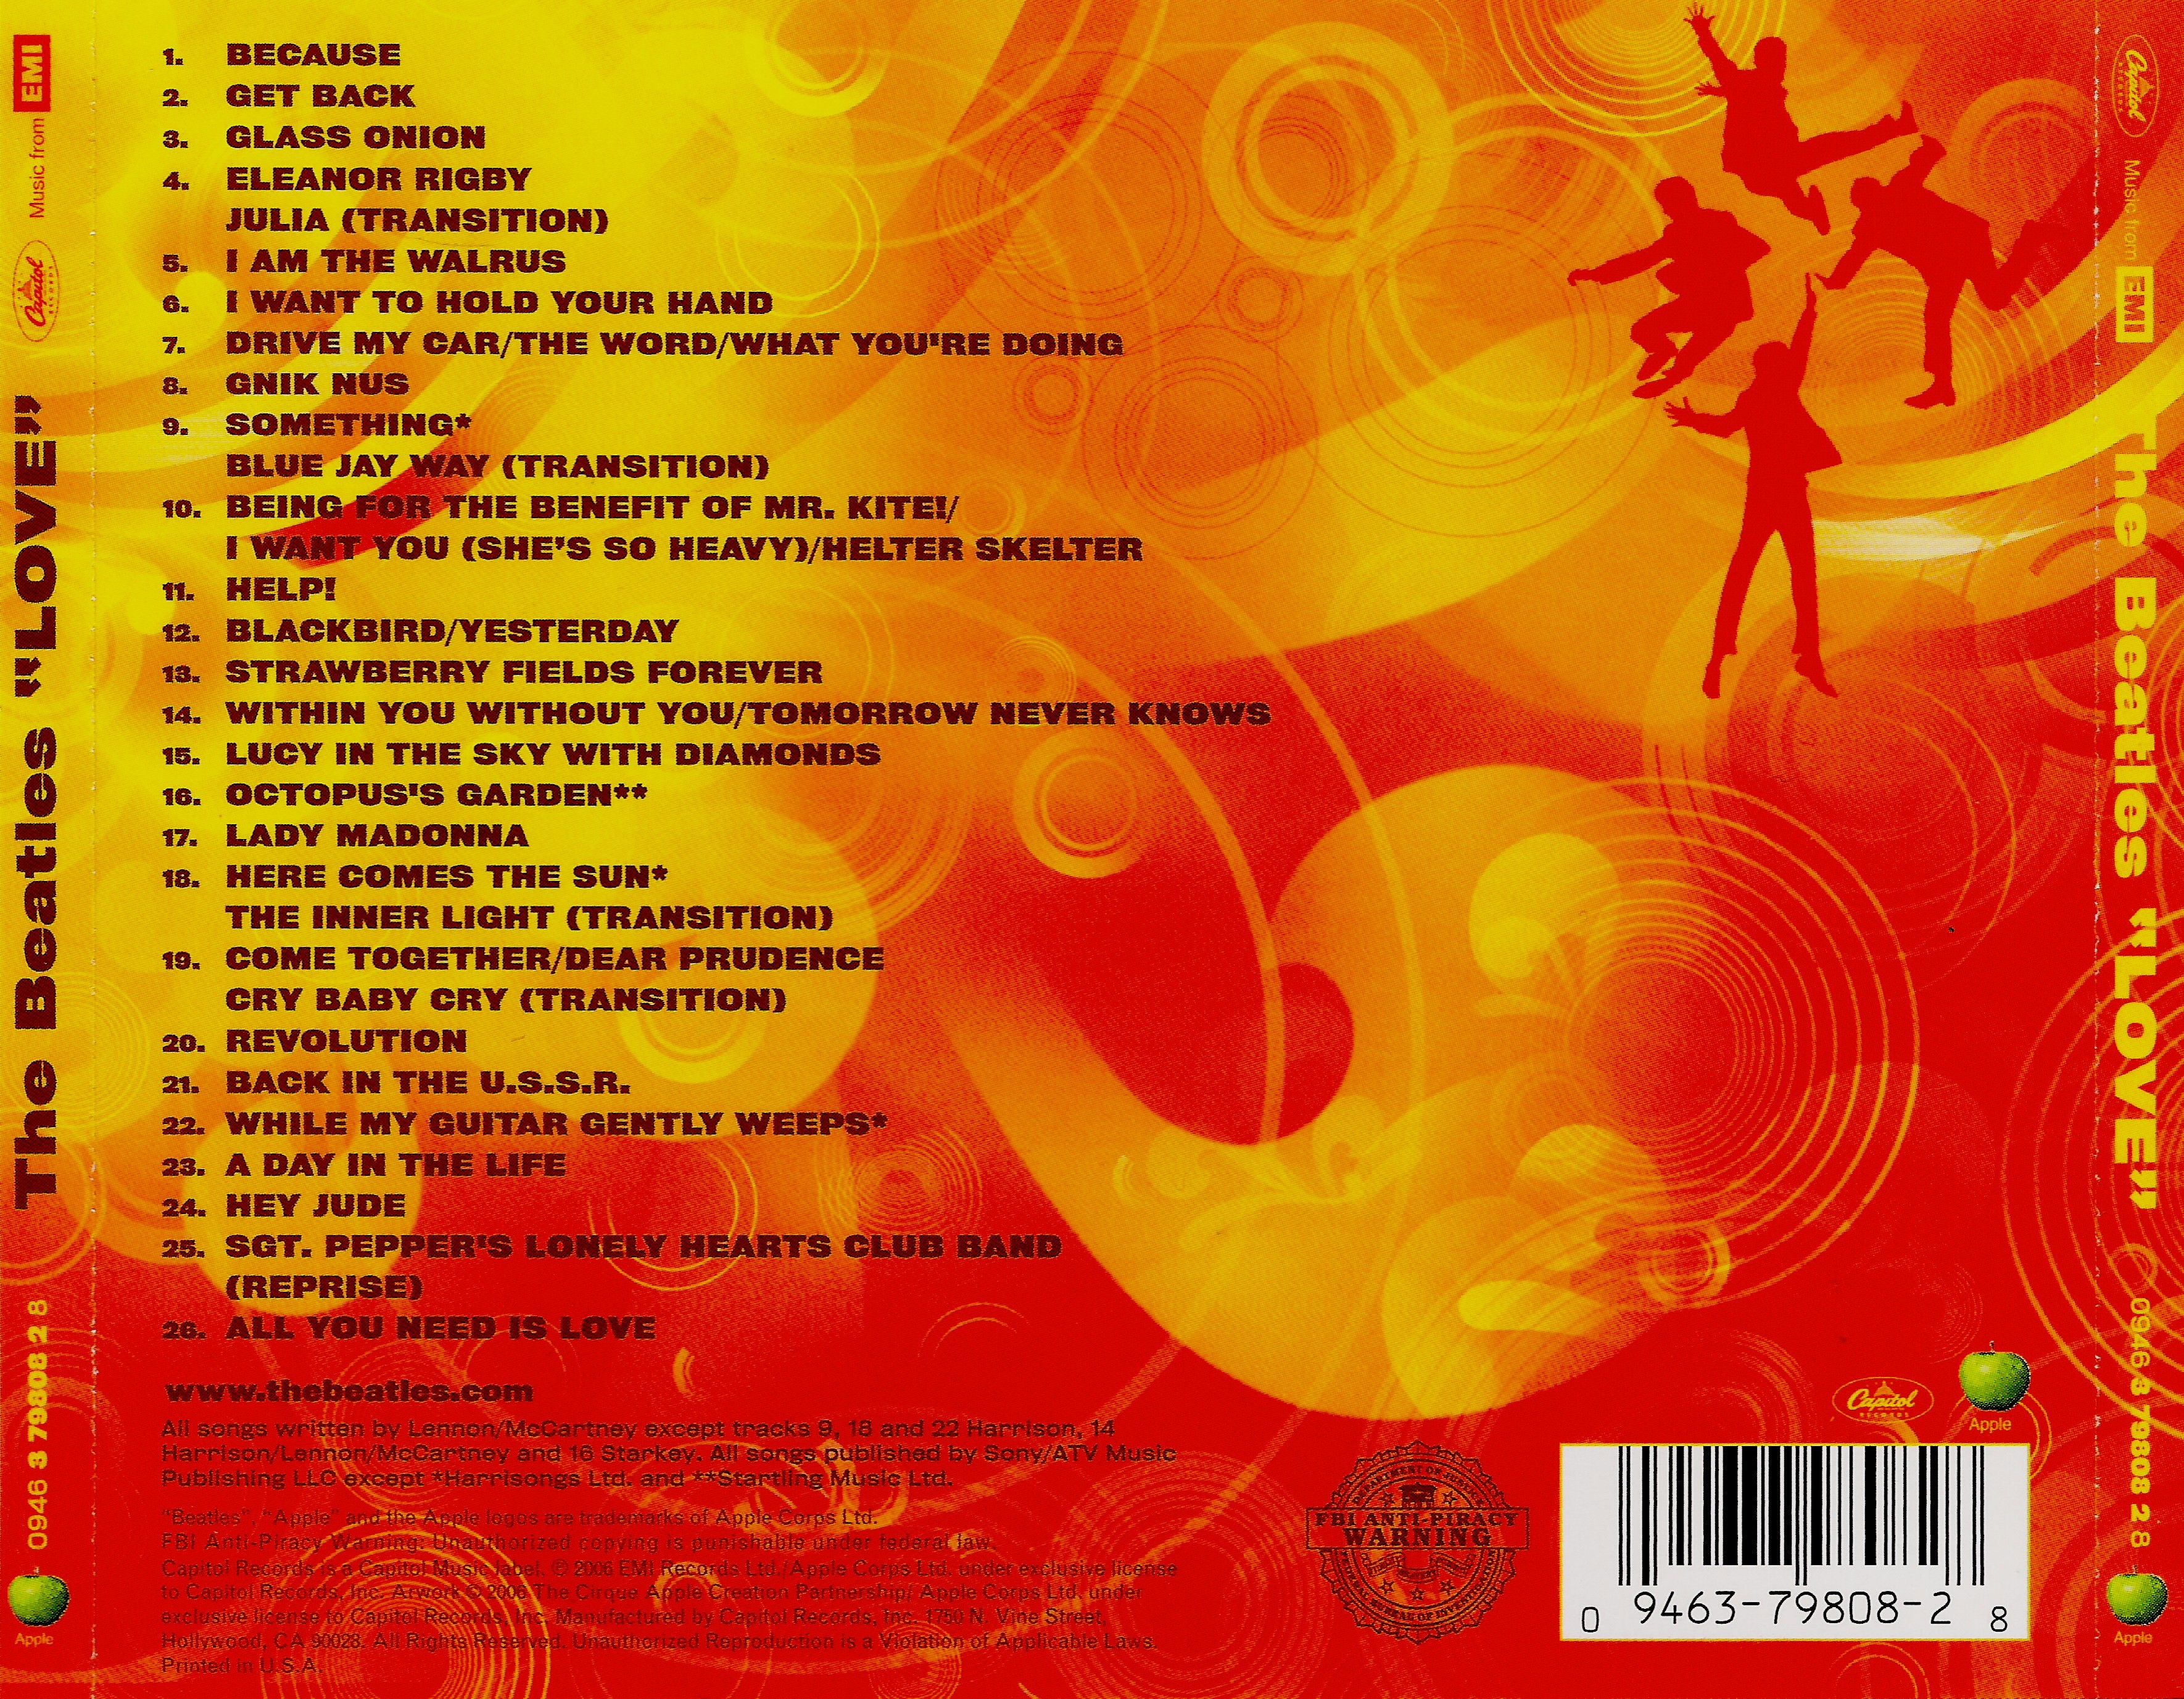 1. BECAUSE
2. GET BACK
3. GLASS ONION
4. ELEANOR RIGBY
JULIA (TRANSITION)
5. I AM THE WALRUS
6. I WANT TO HOLD YOUR HAND
7. DRIVE MY CAR/THE WORD/WHAT YOU'RE DOING
8. GNIK NUS
9. SOMETHING*
BLUE JAY WAY (TRANSITION)
10. BEING FOR THE BENEFIT OF MR. KITE!/
I WANT YOU (SHE'S SO HEAVY)/HELTER SKELTER
11. HELP!
12. BLACKBIRD/YESTERDAY
13. STRAWBERRY FIELDS FOREVER
14. WITHIN YOU WITHOUT YOU/TOMORROW NEVER KNOWS
15. LUCY IN THE SKY WITH DIAMONDS
16. OCTOPUS'S GARDEN**
17. LADY MADONNA
18. HERE COMES THE SUN*
THE INNER LIGHT (TRANSITION)
19. COME TOGETHER/DEAR PRUDENCE
CRY BABY CRY (TRANSITION)
20. REVOLUTION
21. BACK IN THE U.S.S.R.
22. WHILE MY GUITAR GENTLY WEEPS*
23. A DAY IN THE LIFE
24. HEY JUDE
25. SGT. PEPPER'S LONELY HEARTS CLUB BAND
(REPRISE)
26. ALL YOU NEED IS LOVE
www.thebeatles.com
All songs written by Lennon/McCartney except tracks 9, 18 and 22 Harrison, 14
Harrison/Lennon/McCartney and 16 Starkey. All songs published by Sony/ATV Music
Publishing LLC except *Harrisongs Ltd. and **Startling Music Ltd.
"Beatles", "Apple" and the Apple logos are trademarks of Apple Corps Ltd.
FBI Anti-Piracy Warning: Unauthorized copying is punishable under federal law.
Capitol Records is a Capitol Music label. ℗ 2006 EMI Records Ltd./Apple Corps Ltd. under exclusive license
to Capitol Records, Inc. Arwork © 2006 The Cirque Apple Creation Partnership/ Apple Corps Ltd. under
exclusive license to Capitol Records, Inc. Manufactured by Capitol Records, Inc. 1750 N. Vine Street,
Hollywood, CA 90028. All Rights Reserved. Unauthorized Reproduction is a Violation of Applicable Laws.
Printed in U.S.A.
DEPARTMENT OF JUSTICE
FBI ANTI-PIRACY
WARNING
FEDERAL BUREAU OF INVESTIGATION
Capitol
RECORDS
Apple
0 9463-79808-2 8
The Beatles "LOVE"
Capitol
RECORDS
Music from EMI
0946 3 79808 2 8
Apple
Capitol
RECORDS
Music from EMI
The Beatles "LOVE"
0946 3 79808 2 8
Apple